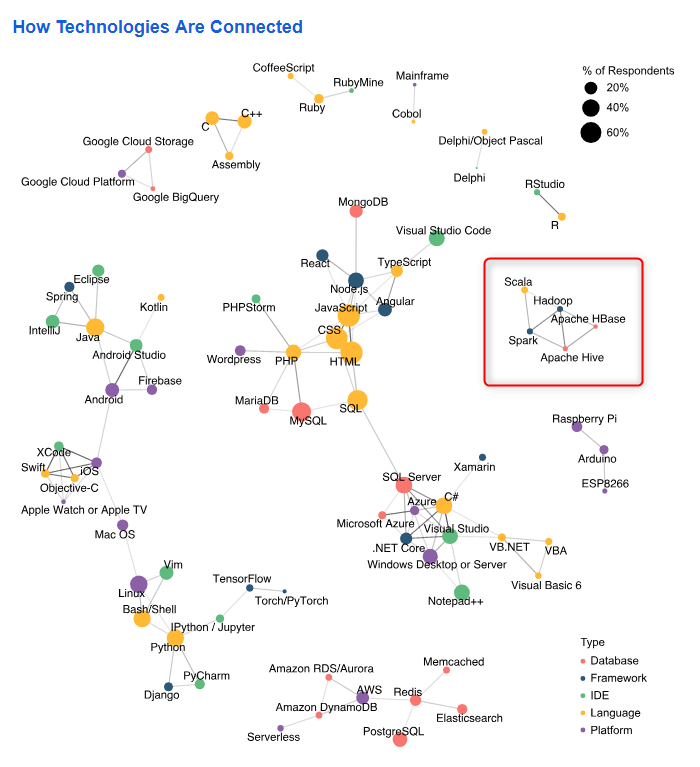 How Technologies Are Connected
CoffeeScript
RubyMine
Ruby
Mainframe
Cobol
% of Respondents
20%
40%
60%
C++
C
Assembly
Google Cloud Storage
Google Cloud Platform
Google BigQuery
Delphi/Object Pascal
Delphi
RStudio
R
MongoDB
Visual Studio Code
React
TypeScript
Node.js
Angular
JavaScript
CSS
HTML
PHPStorm
Wordpress
PHP
MariaDB
MySQL
SQL
Eclipse
Spring
Kotlin
IntelliJ
Java
Android Studio
Firebase
Android
Scala
Hadoop
Apache HBase
Spark
Apache Hive
XCode
Swift
iOS
Objective-C
Apple Watch or Apple TV
Mac OS
Raspberry Pi
Arduino
ESP8266
Xamarin
SQL Server
Azure
C#
Microsoft Azure
Visual Studio
.NET Core
VB.NET
VBA
Windows Desktop or Server
Visual Basic 6
Notepad++
Vim
Linux
Bash/Shell
TensorFlow
Torch/PyTorch
IPython / Jupyter
Python
PyCharm
Django
Amazon RDS/Aurora
Memcached
AWS
Redis
Amazon DynamoDB
Elasticsearch
Serverless
PostgreSQL
Type
Database
Framework
IDE
Language
Platform